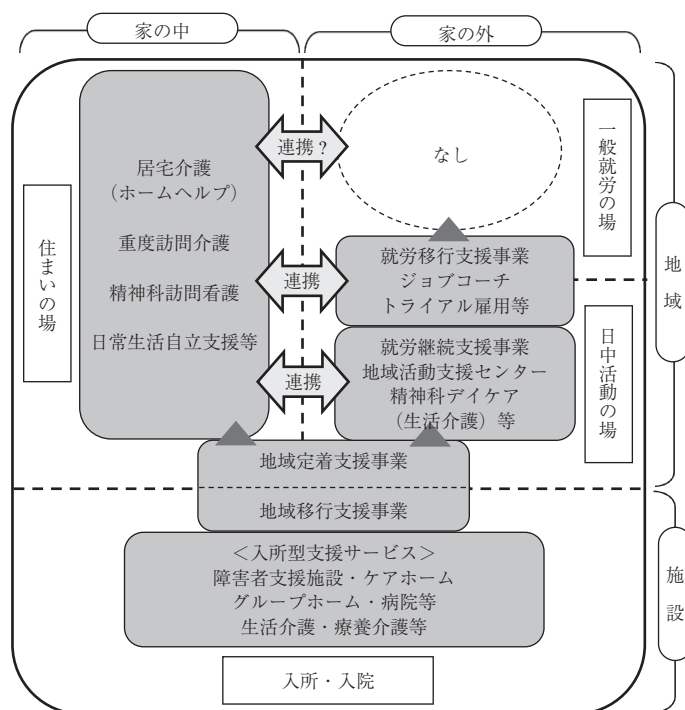 家の中
家の外
居宅介護
（ホームヘルプ）
重度訪問介護
精神科訪問看護
日常生活自立支援等
連携？
なし
一般就労の場
住まいの場
連携
就労移行支援事業
ジョブコーチ
トライアル雇用等
地域
連携
就労継続支援事業
地域活動支援センター
精神科デイケア
（生活介護）等
日中活動の場
地域定着支援事業
地域移行支援事業
＜入所型支援サービス＞
障害者支援施設・ケアホーム
グループホーム・病院等
生活介護・療養介護等
施設
入所・入院